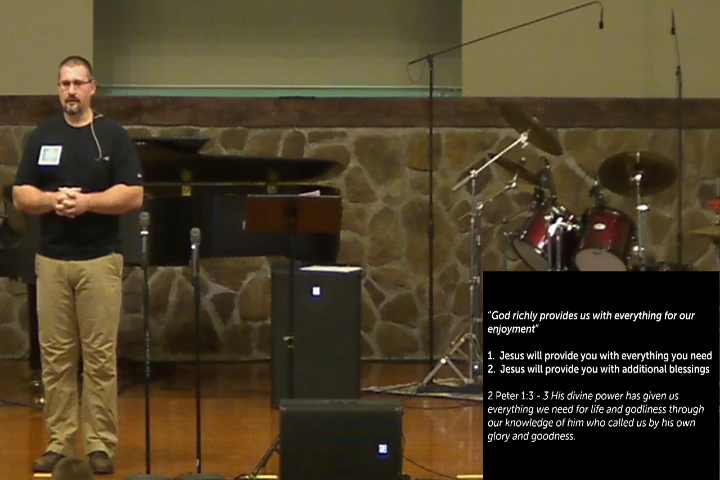 "God richly provides us with everything for our
enjoyment"
1. Jesus will provide you with everything you need
2. Jesus will provide you with additional blessings
2 Peter 1:3 - 3 His divine power has given us
everything we need for life and godliness through
our knowledge of him who called us by his own
glory and goodness.